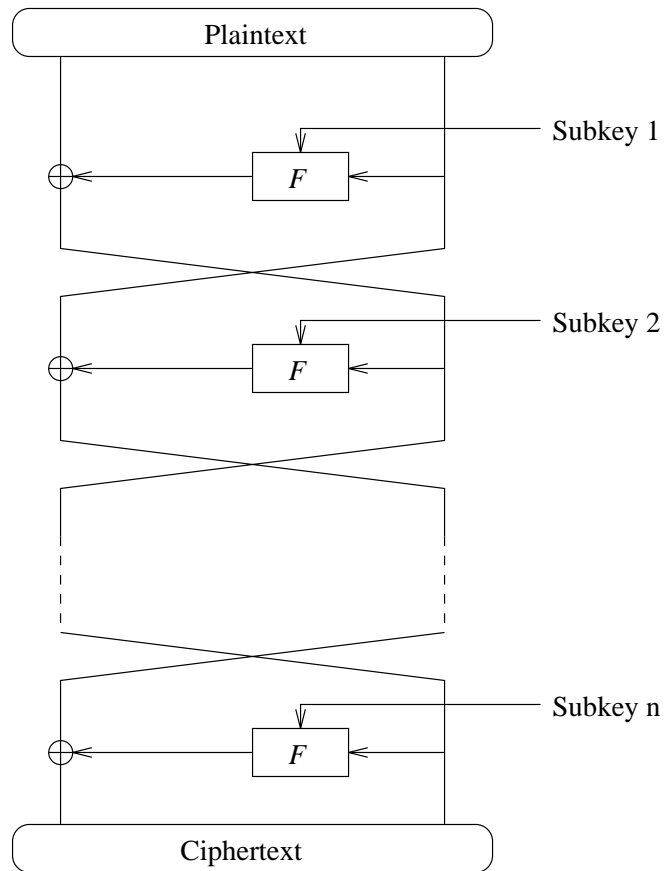 Plaintext
Subkey 1
F
Subkey 2
F
Subkey n
F
Ciphertext